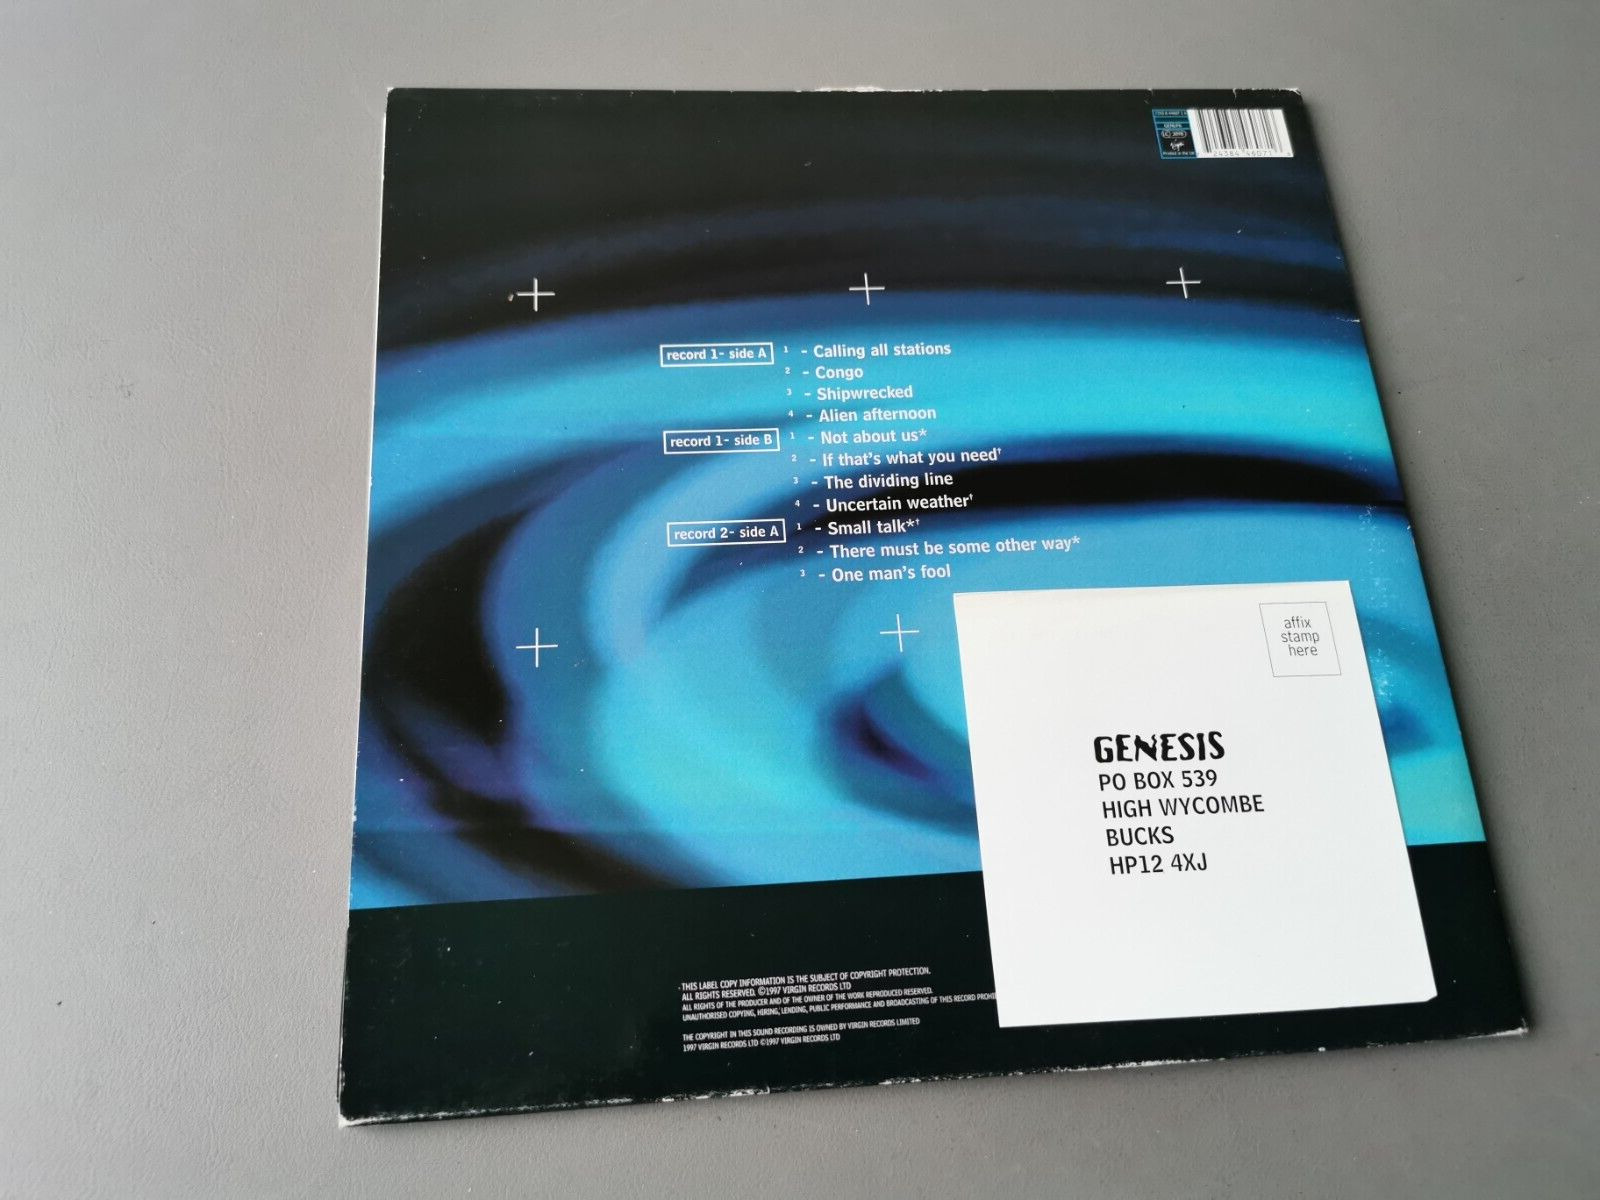 24384 46071
Virgin
record 1- side A 1 - Calling all stations
2 - Congo
3 - Shipwrecked
4 - Alien afternoon
record 1- side B 1 - Not about us*
2 - If that's what you need†
3 - The dividing line
4 - Uncertain weather†
record 2- side A 1 - Small talk*†
2 - There must be some other way*
3 - One man's fool
affix
stamp
here
GENESIS
PO BOX 539
HIGH WYCOMBE
BUCKS
HP12 4XJ
THIS LABEL COPY INFORMATION IS THE SUBJECT OF COPYRIGHT PROTECTION.
ALL RIGHTS RESERVED. ©1997 VIRGIN RECORDS LTD
ALL RIGHTS OF THE PRODUCER AND OF THE OWNER OF THE WORK REPRODUCED RESERVED.
UNAUTHORISED COPYING, HIRING, LENDING, PUBLIC PERFORMANCE AND BROADCASTING OF THIS RECORD
THE COPYRIGHT IN THIS SOUND RECORDING IS OWNED BY VIRGIN RECORDS LIMITED
1997 VIRGIN RECORDS LTD ©1997 VIRGIN RECORDS LTD